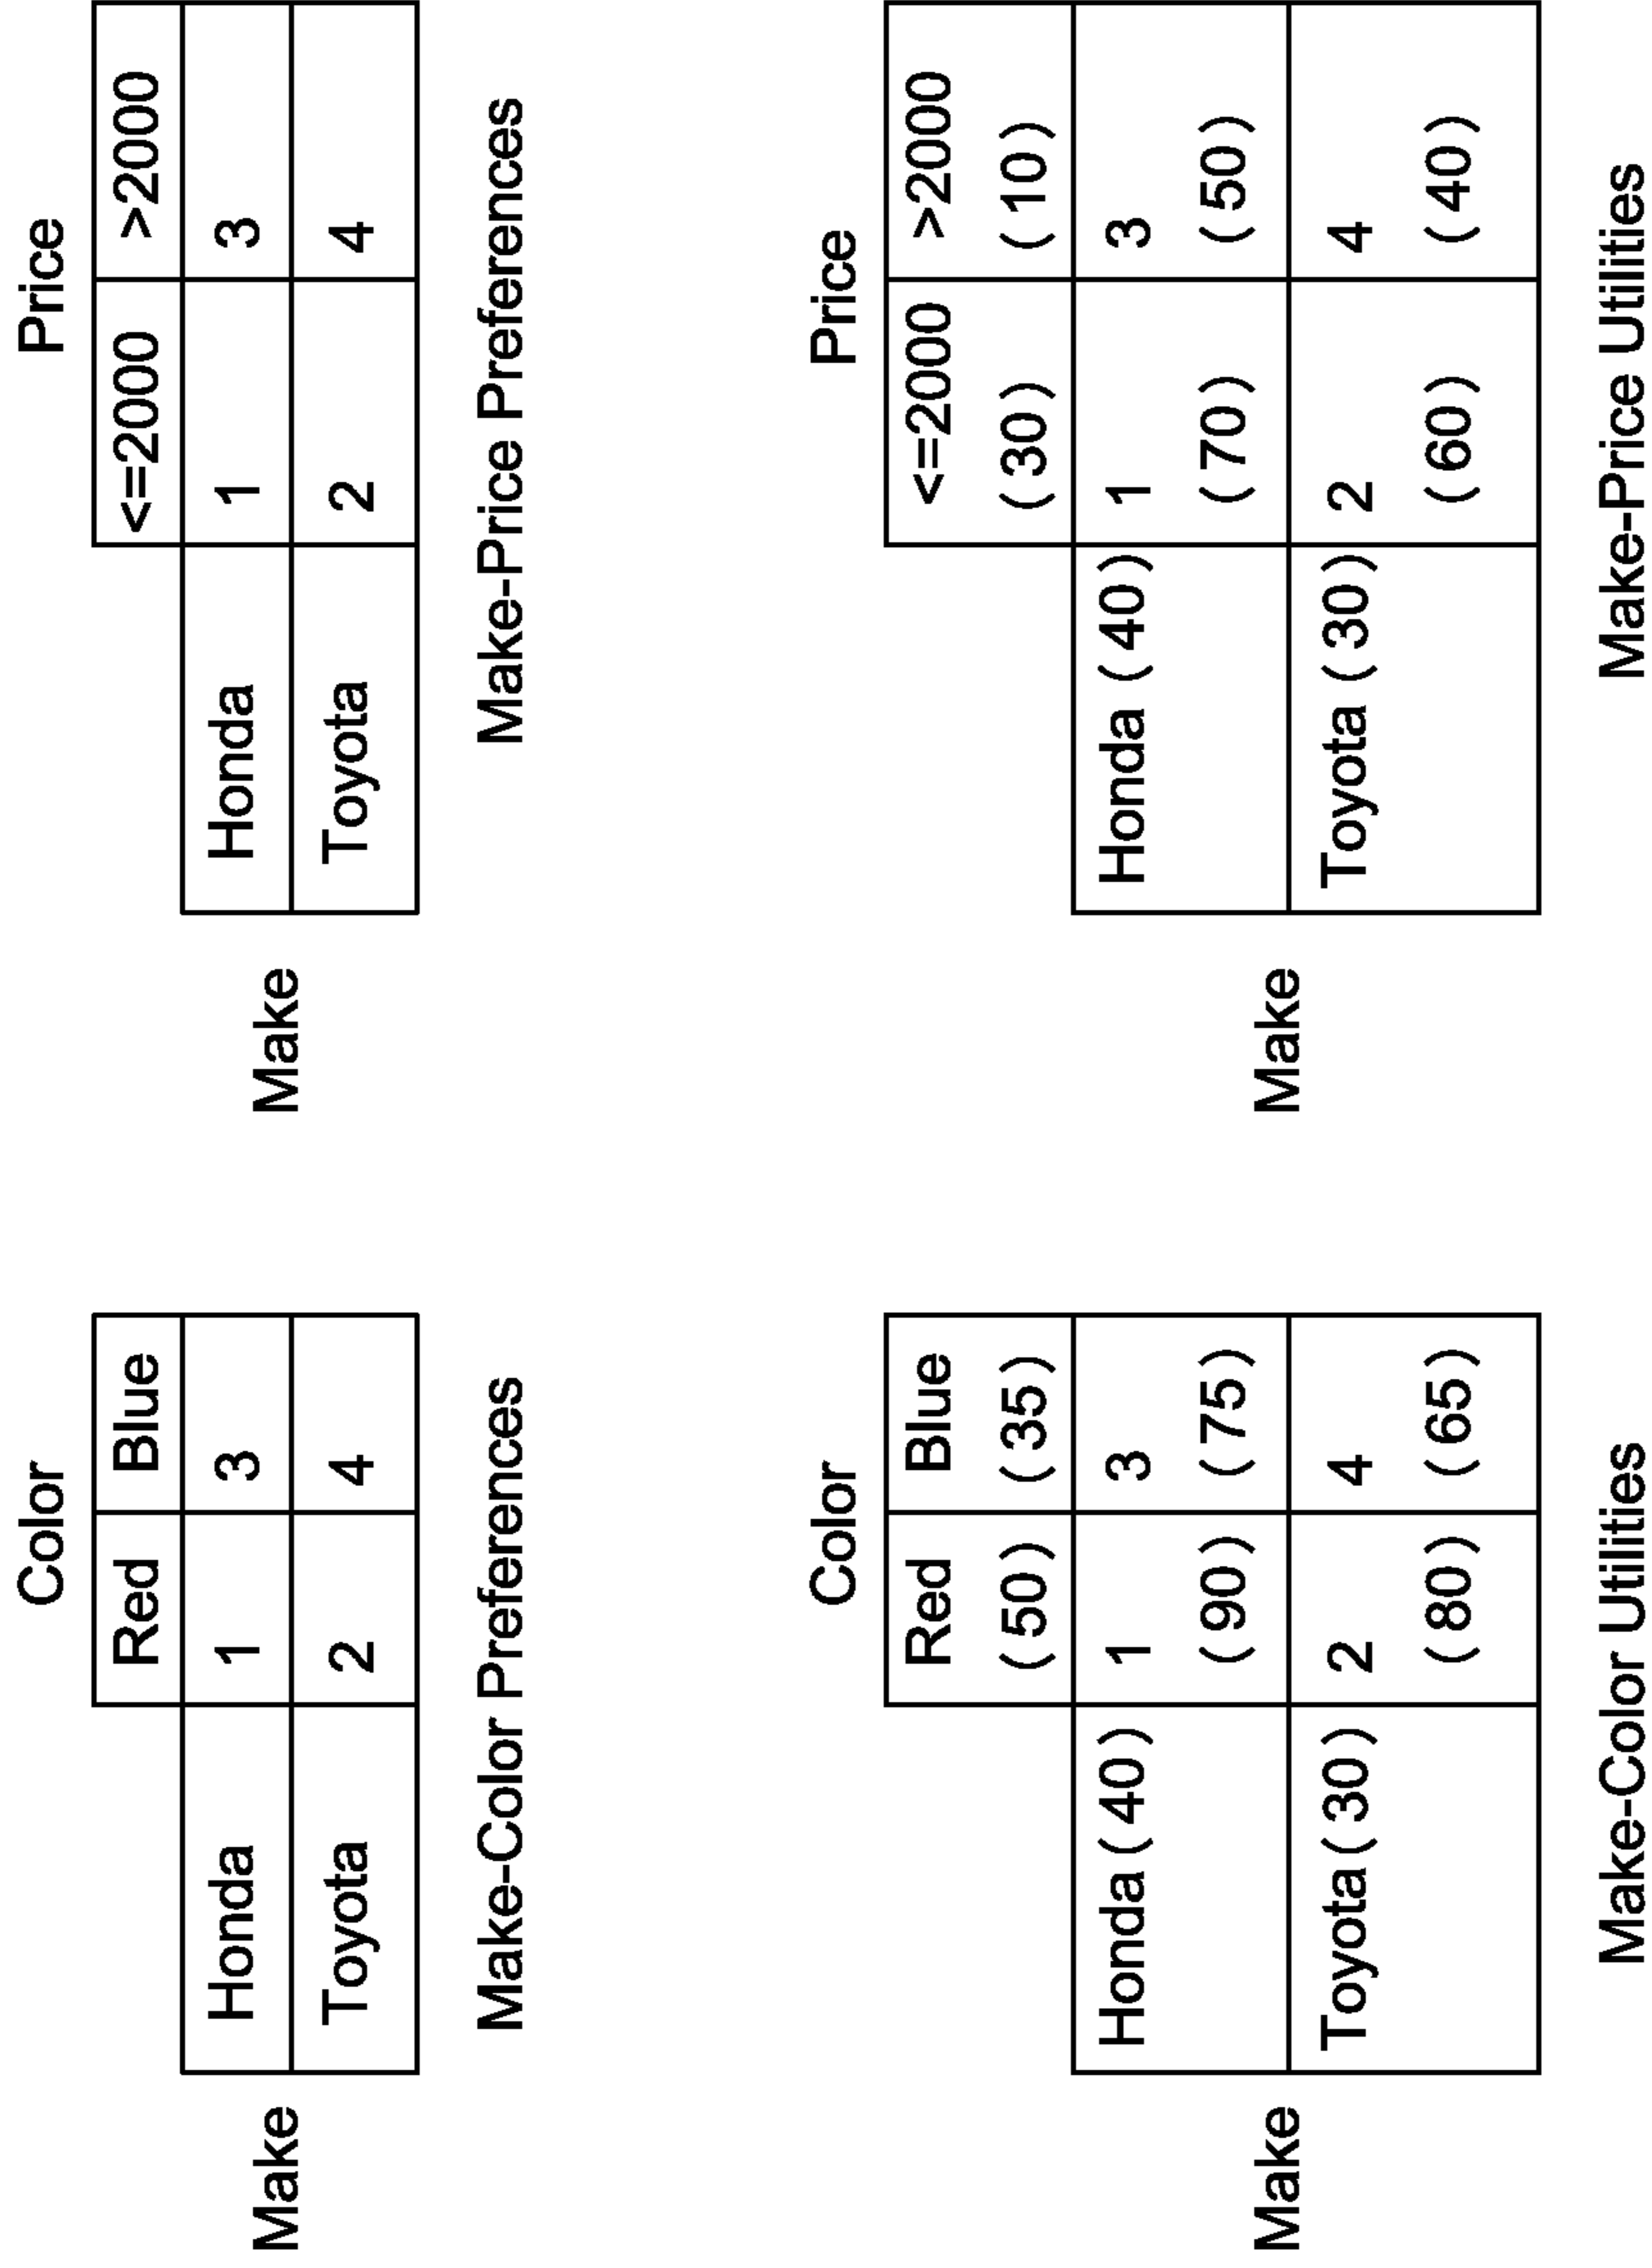 Color
Red Blue
Honda 1 3
Make
Toyota 2 4
Make-Color Preferences
Price
<=2000 >2000
Honda 1 3
Make
Toyota 2 4
Make-Price Preferences
Color
Red Blue
(50) (35)
Honda (40) 1 3
(90) (75)
Make
Toyota (30) 2 4
(80) (65)
Make-Color Utilities
Price
<=2000 >2000
(30) (10)
Honda (40) 1 3
(70) (50)
Make
Toyota (30) 2 4
(60) (40)
Make-Price Utilities